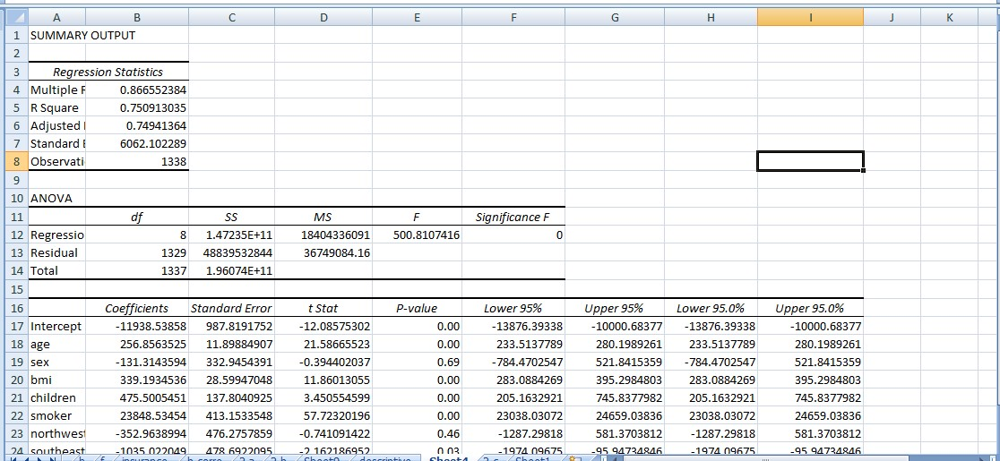 A B C D E F G H I J K
1 SUMMARY OUTPUT
2
3 Regression Statistics
4 Multiple R 0.866552384
5 R Square 0.750913035
6 Adjusted 0.74941364
7 Standard E 6062.102289
8 Observati 1338
9
10 ANOVA
11 df SS MS F Significance F
12 Regressio 8 1.47235E+11 18404336091 500.8107416 0
13 Residual 1329 48839532844 36749084.16
14 Total 1337 1.96074E+11
15
16 Coefficients Standard Error t Stat P-value Lower 95% Upper 95% Lower 95.0% Upper 95.0%
17 Intercept -11938.53858 987.8191752 -12.08575302 0.00 -13876.39338 -10000.68377 -13876.39338 -10000.68377
18 age 256.8563525 11.89884907 21.58665523 0.00 233.5137789 280.1989261 233.5137789 280.1989261
19 sex -131.3143594 332.9454391 -0.394402037 0.69 -784.4702547 521.8415359 -784.4702547 521.8415359
20 bmi 339.1934536 28.59947048 11.86013055 0.00 283.0884269 395.2984803 283.0884269 395.2984803
21 children 475.5005451 137.8040925 3.450554599 0.00 205.1632921 745.8377982 205.1632921 745.8377982
22 smoker 23848.53454 413.1533548 57.72320196 0.00 23038.03072 24659.03836 23038.03072 24659.03836
23 northwest -352.9638994 476.2757859 -0.741091422 0.46 -1287.29818 581.3703812 -1287.29818 581.3703812
24 southeast -1035.022049 478.6922095 -2.162186952 0.03 -1974.09675 -95.94734846 -1974.09675 -95.94734846
insurance descriptive Sheet4 Sheet1